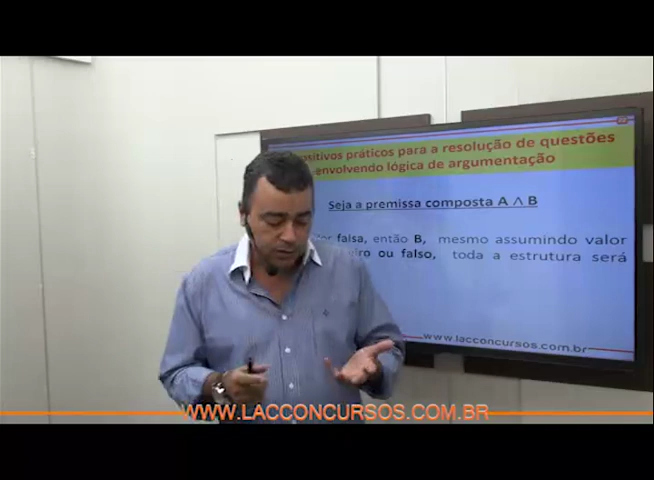 sitivos práticos para a resolução de questões
envolvendo lógica de argumentação
Seja a premissa composta A ∧ B
falsa, então B, mesmo assumindo valor
ou falso, toda a estrutura será
www.lacconcursos.com.br
WWW.LACCONCURSOS.COM.BR